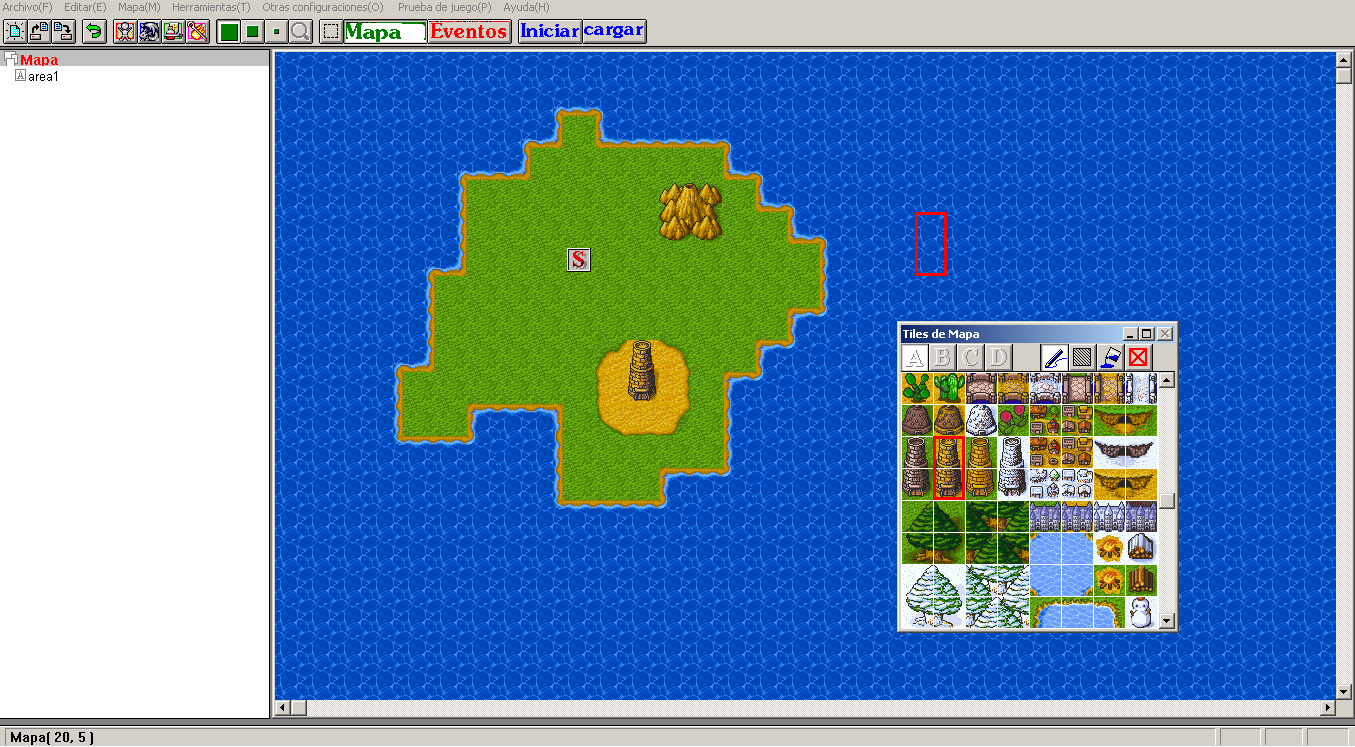 Archivo(F) Editar(E) Mapa(M) Herramientas(T) Otras configuraciones(O) Prueba de juego(P) Ayuda(H)
Mapa Eventos Iniciar cargar
Mapa
A area1
S
Tiles de Mapa
A B C D
Mapa( 20, 5 )